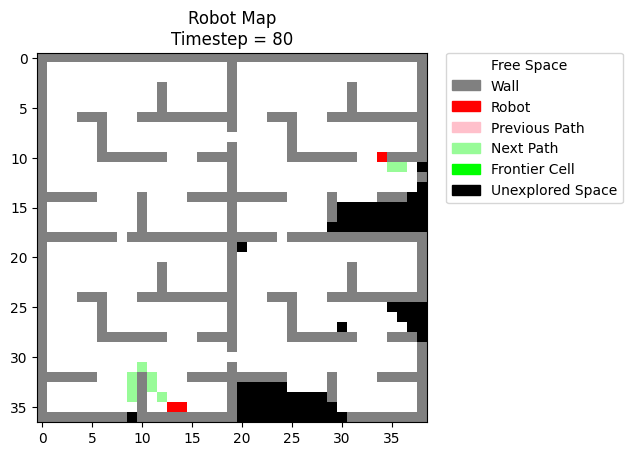 Robot Map
Timestep = 80
0
5
10
15
20
25
30
35
0
5
10
15
20
25
30
35
Free Space
Wall
Robot
Previous Path
Next Path
Frontier Cell
Unexplored Space